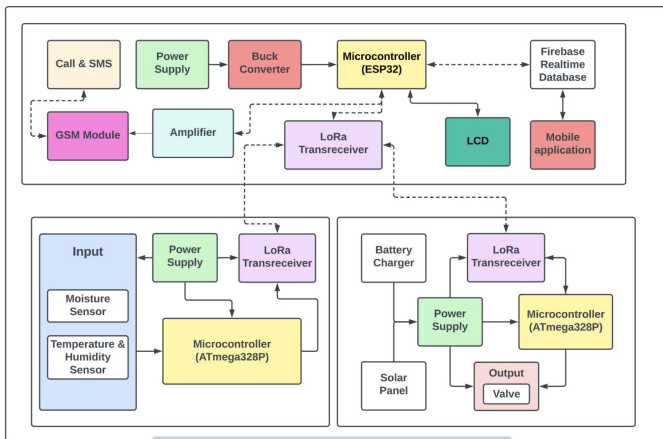 Call & SMS
Power
Supply
Buck
Converter
Microcontroller
(ESP32)
Firebase
Realtime
Database
GSM Module
Amplifier
LoRa
Transreceiver
LCD
Mobile
application
Input
Moisture
Sensor
Temperature &
Humidity
Sensor
Power
Supply
LoRa
Transreceiver
Microcontroller
(ATmega328P)
Battery
Charger
LoRa
Transreceiver
Power
Supply
Microcontroller
(ATmega328P)
Solar
Panel
Output
Valve